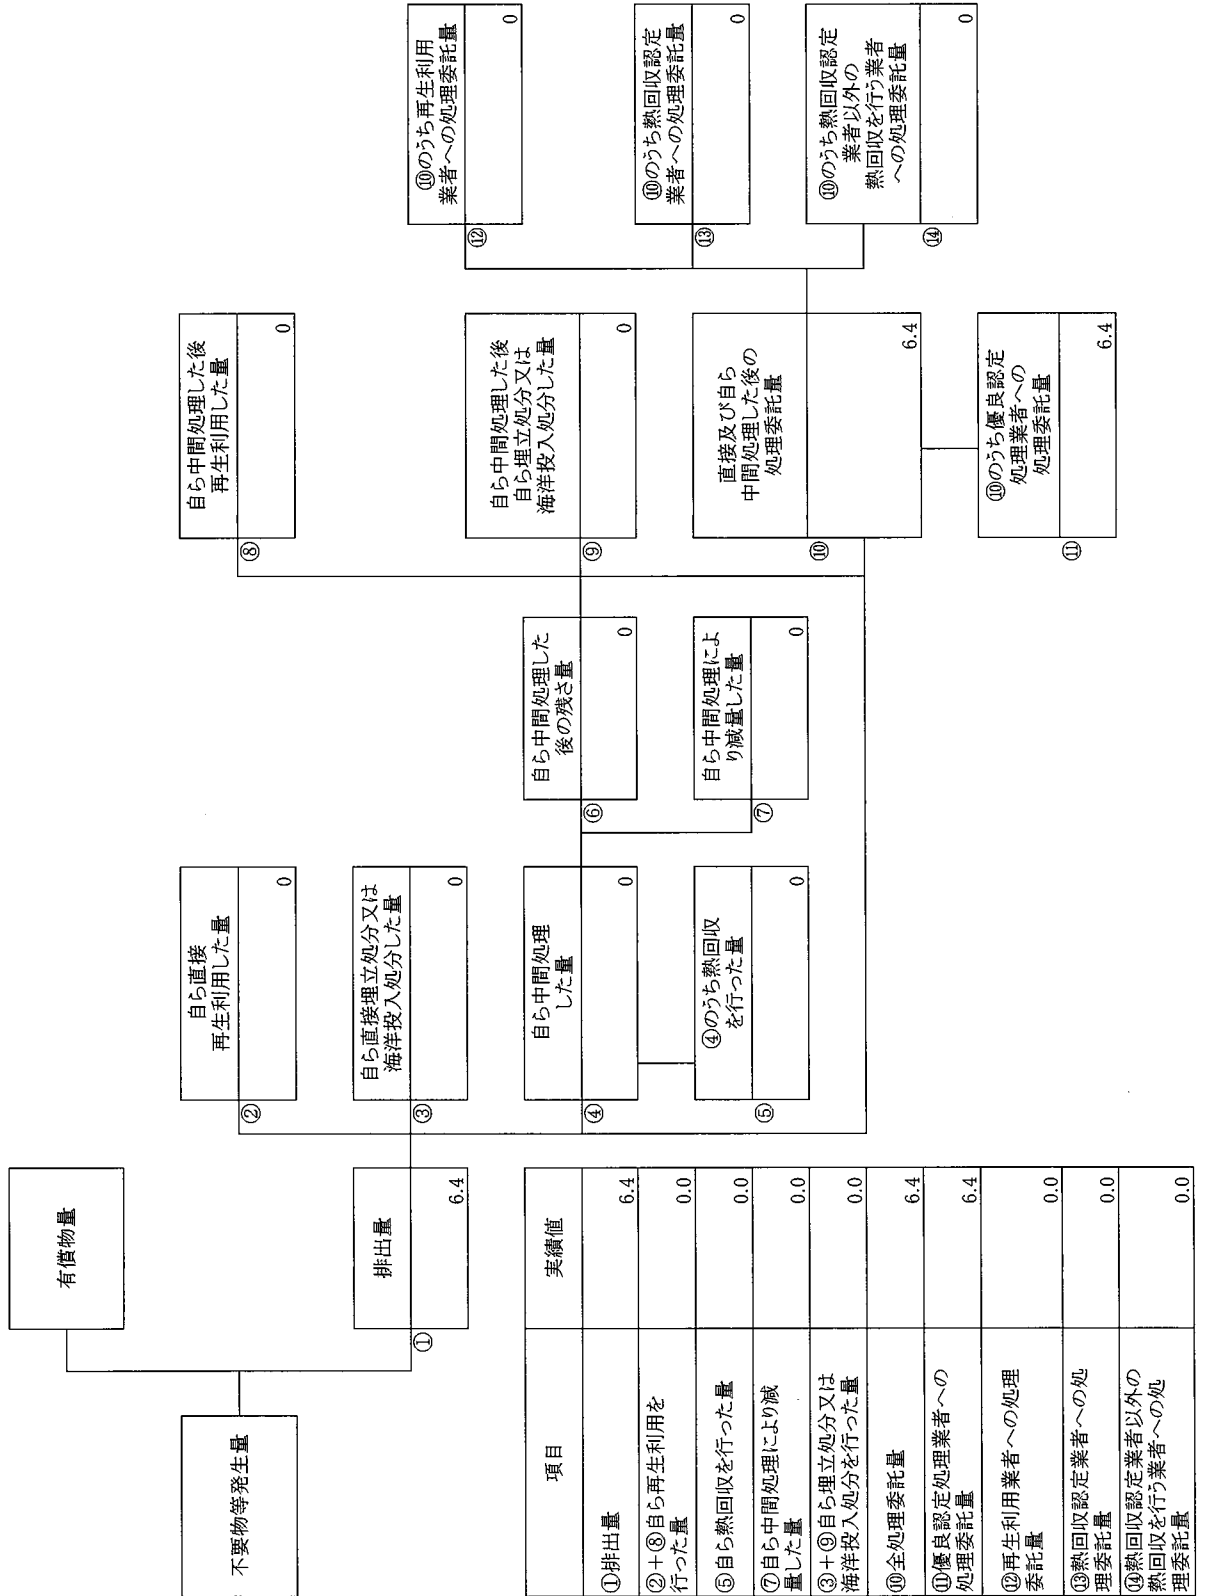 有償物量
不要物等発生量
排出量
①
6.4
自ら直接
再生利用した量
②
0
自ら直接埋立処分又は
海洋投入処分した量
③
0
自ら中間処理
した量
④
0
④のうち熱回収
を行った量
⑤
0
自ら中間処理した
後の残さ量
⑥
0
自ら中間処理によ
り減量した量
⑦
0
自ら中間処理した後
再生利用した量
⑧
0
自ら中間処理した後
自ら埋立処分又は
海洋投入処分した量
⑨
0
直接及び自ら
中間処理した後の
処理委託量
⑩
6.4
⑩のうち優良認定
処理業者への
処理委託量
⑪
6.4
⑩のうち再生利用
業者への処理委託量
⑫
0
⑩のうち熱回収認定
業者への処理委託量
⑬
0
⑩のうち熱回収認定
業者以外の
熱回収を行う業者
への処理委託量
⑭
0
項目 実績値
①排出量 6.4
②+⑧自ら再生利用を
行った量 0.0
⑤自ら熱回収を行った量 0.0
⑦自ら中間処理により減
量した量 0.0
③+⑨自ら埋立処分又は
海洋投入処分を行った量 0.0
⑩全処理委託量 6.4
⑪優良認定処理業者への
処理委託量 6.4
⑫再生利用業者への処理
委託量 0.0
⑬熱回収認定業者への処
理委託量 0.0
⑭熱回収認定業者以外の
熱回収を行う業者への処
理委託量 0.0